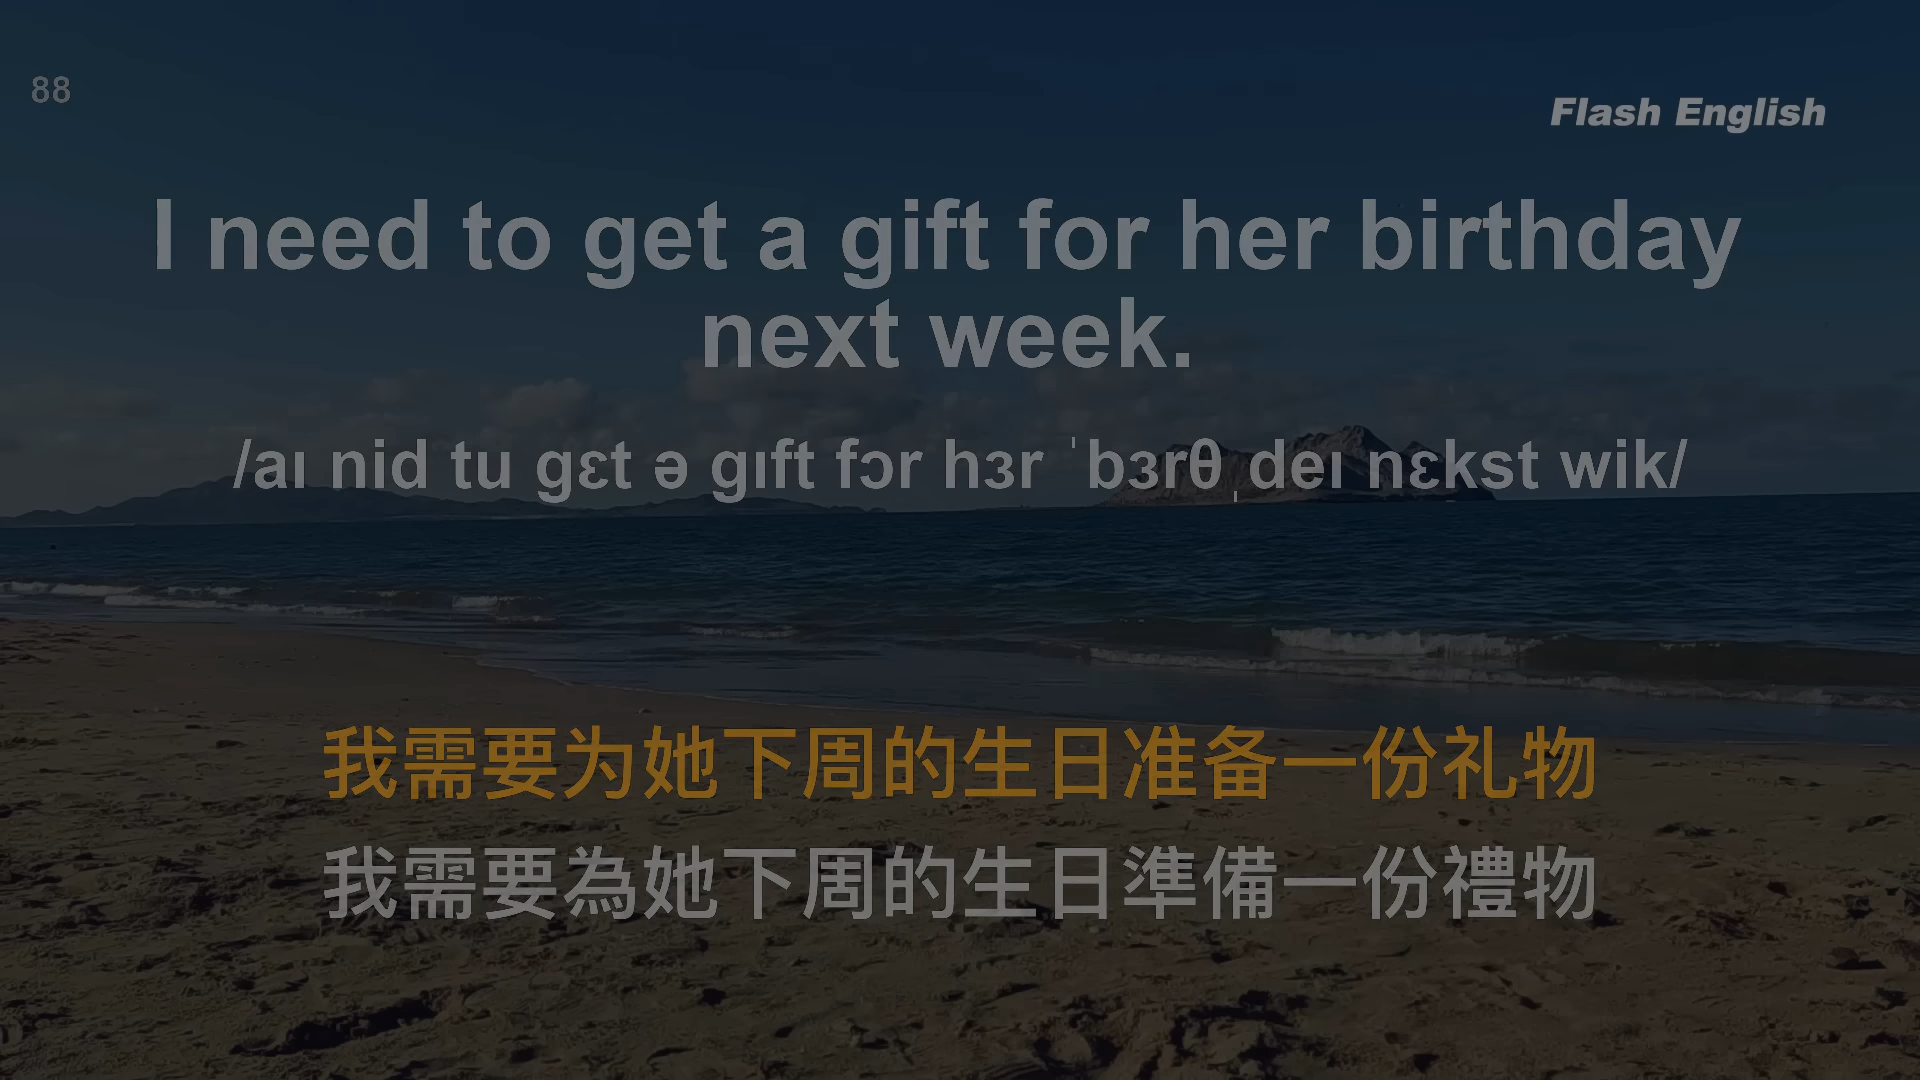 88
Flash English
I need to get a gift for her birthday
next week.
/aɪ nid tu gɛt ə gɪft fɔr hɜr ˈbɜrθˌdeɪ nɛkst wik/
我需要为她下周的生日准备一份礼物
我需要為她下周的生日準備一份禮物